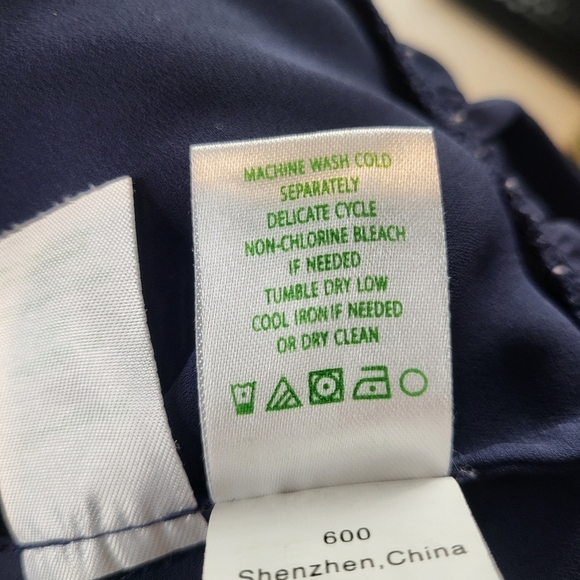 MACHINE WASH COLD
SEPARATELY
DELICATE CYCLE
NON-CHLORINE BLEACH
IF NEEDED
TUMBLE DRY LOW
COOL IRON IF NEEDED
OR DRY CLEAN
600
Shenzhen,China